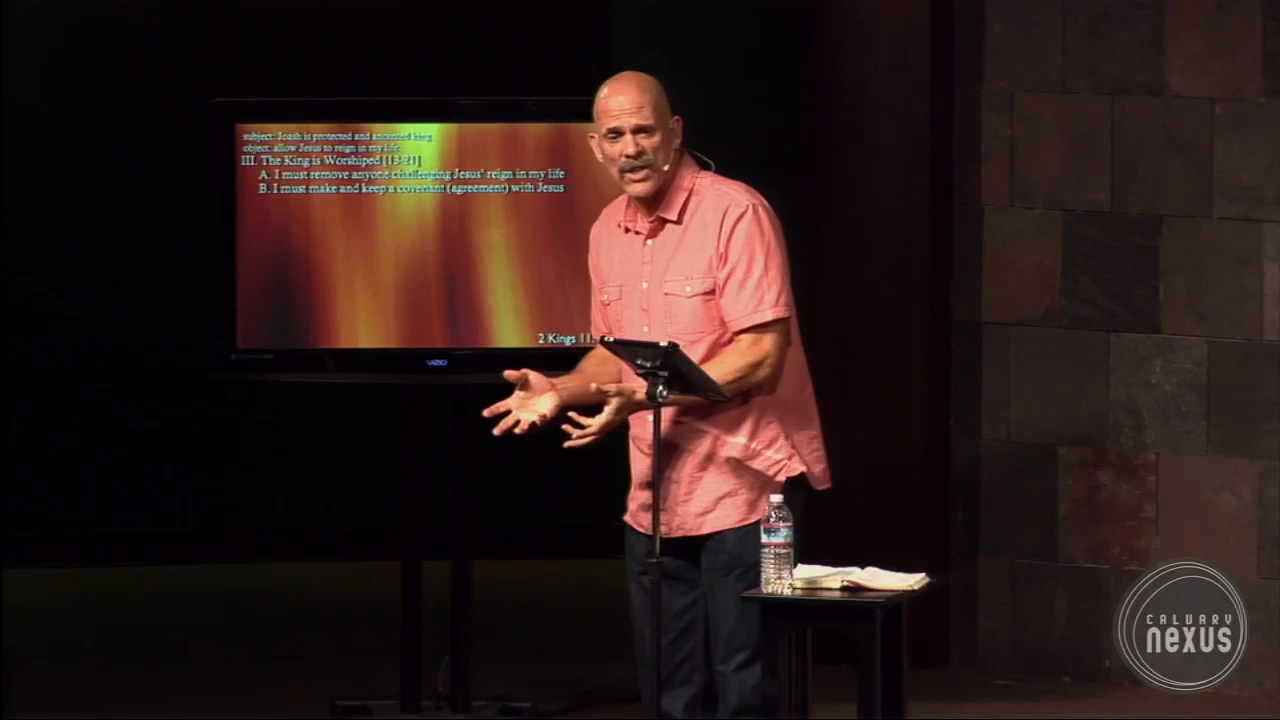 subject: Joash is protected and anointed king
object: allow Jesus to reign in my life
III. The King is Worshiped [13-21]
A. I must remove anyone challenging Jesus' reign in my life
B. I must make and keep a covenant (agreement) with Jesus
2 Kings 11
VIZIO
CALVARY
nexus